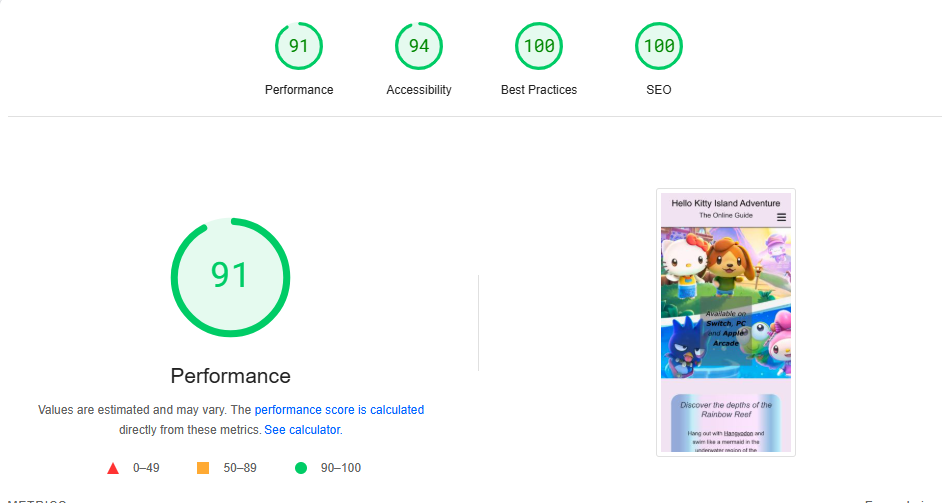 91
94
100
100
Performance
Accessibility
Best Practices
SEO
91
Performance
Values are estimated and may vary. The performance score is calculated
directly from these metrics. See calculator.
0–49
50–89
90–100
Hello Kitty Island Adventure
The Online Guide
Available on
Switch, PC
and Apple
Arcade
Discover the depths of the
Rainbow Reef
Hang out with Hangyodon and
swim like a mermaid in the
underwater region of the
METRICS